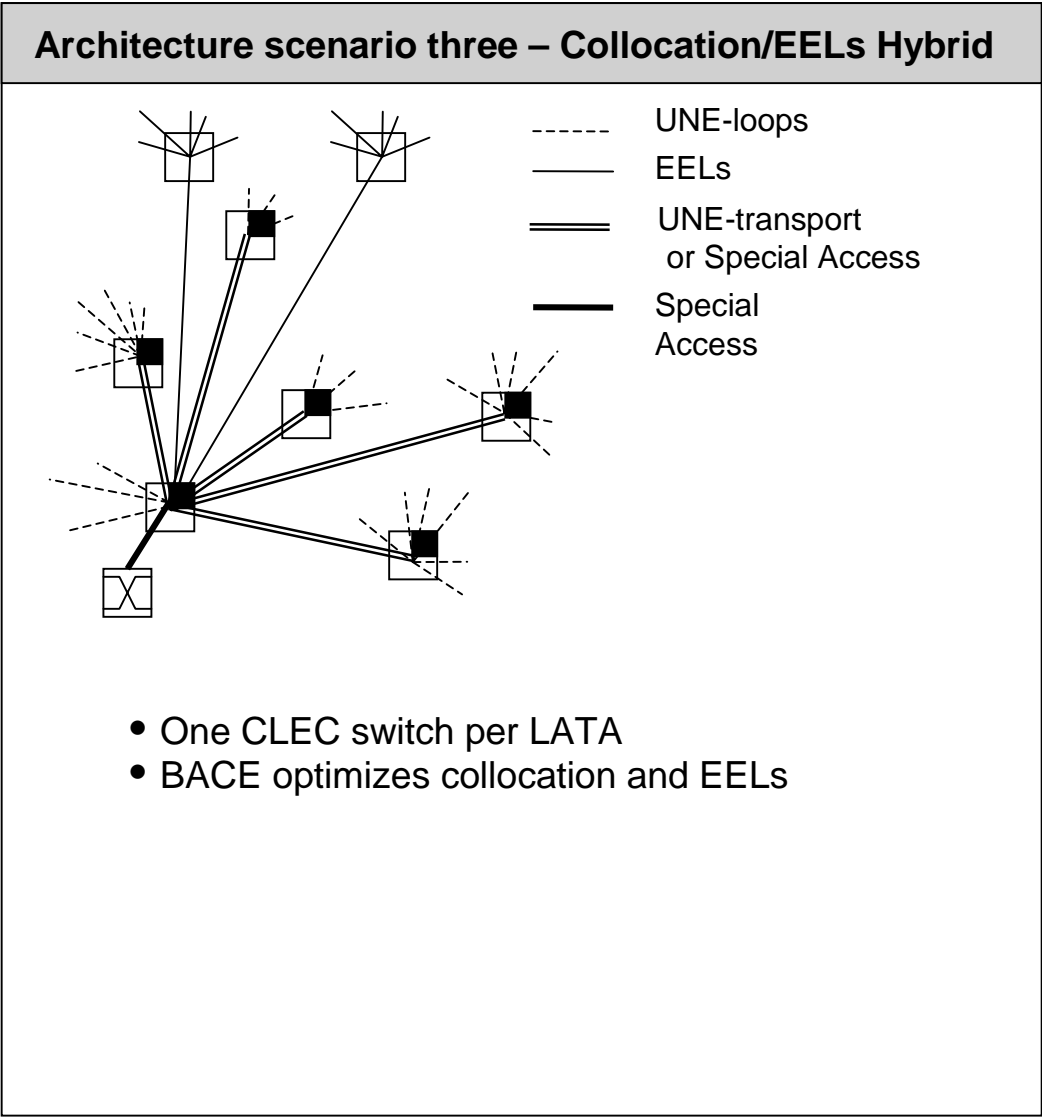 Architecture scenario three – Collocation/EELs Hybrid
UNE-loops
EELs
UNE-transport
or Special Access
Special
Access
• One CLEC switch per LATA
• BACE optimizes collocation and EELs